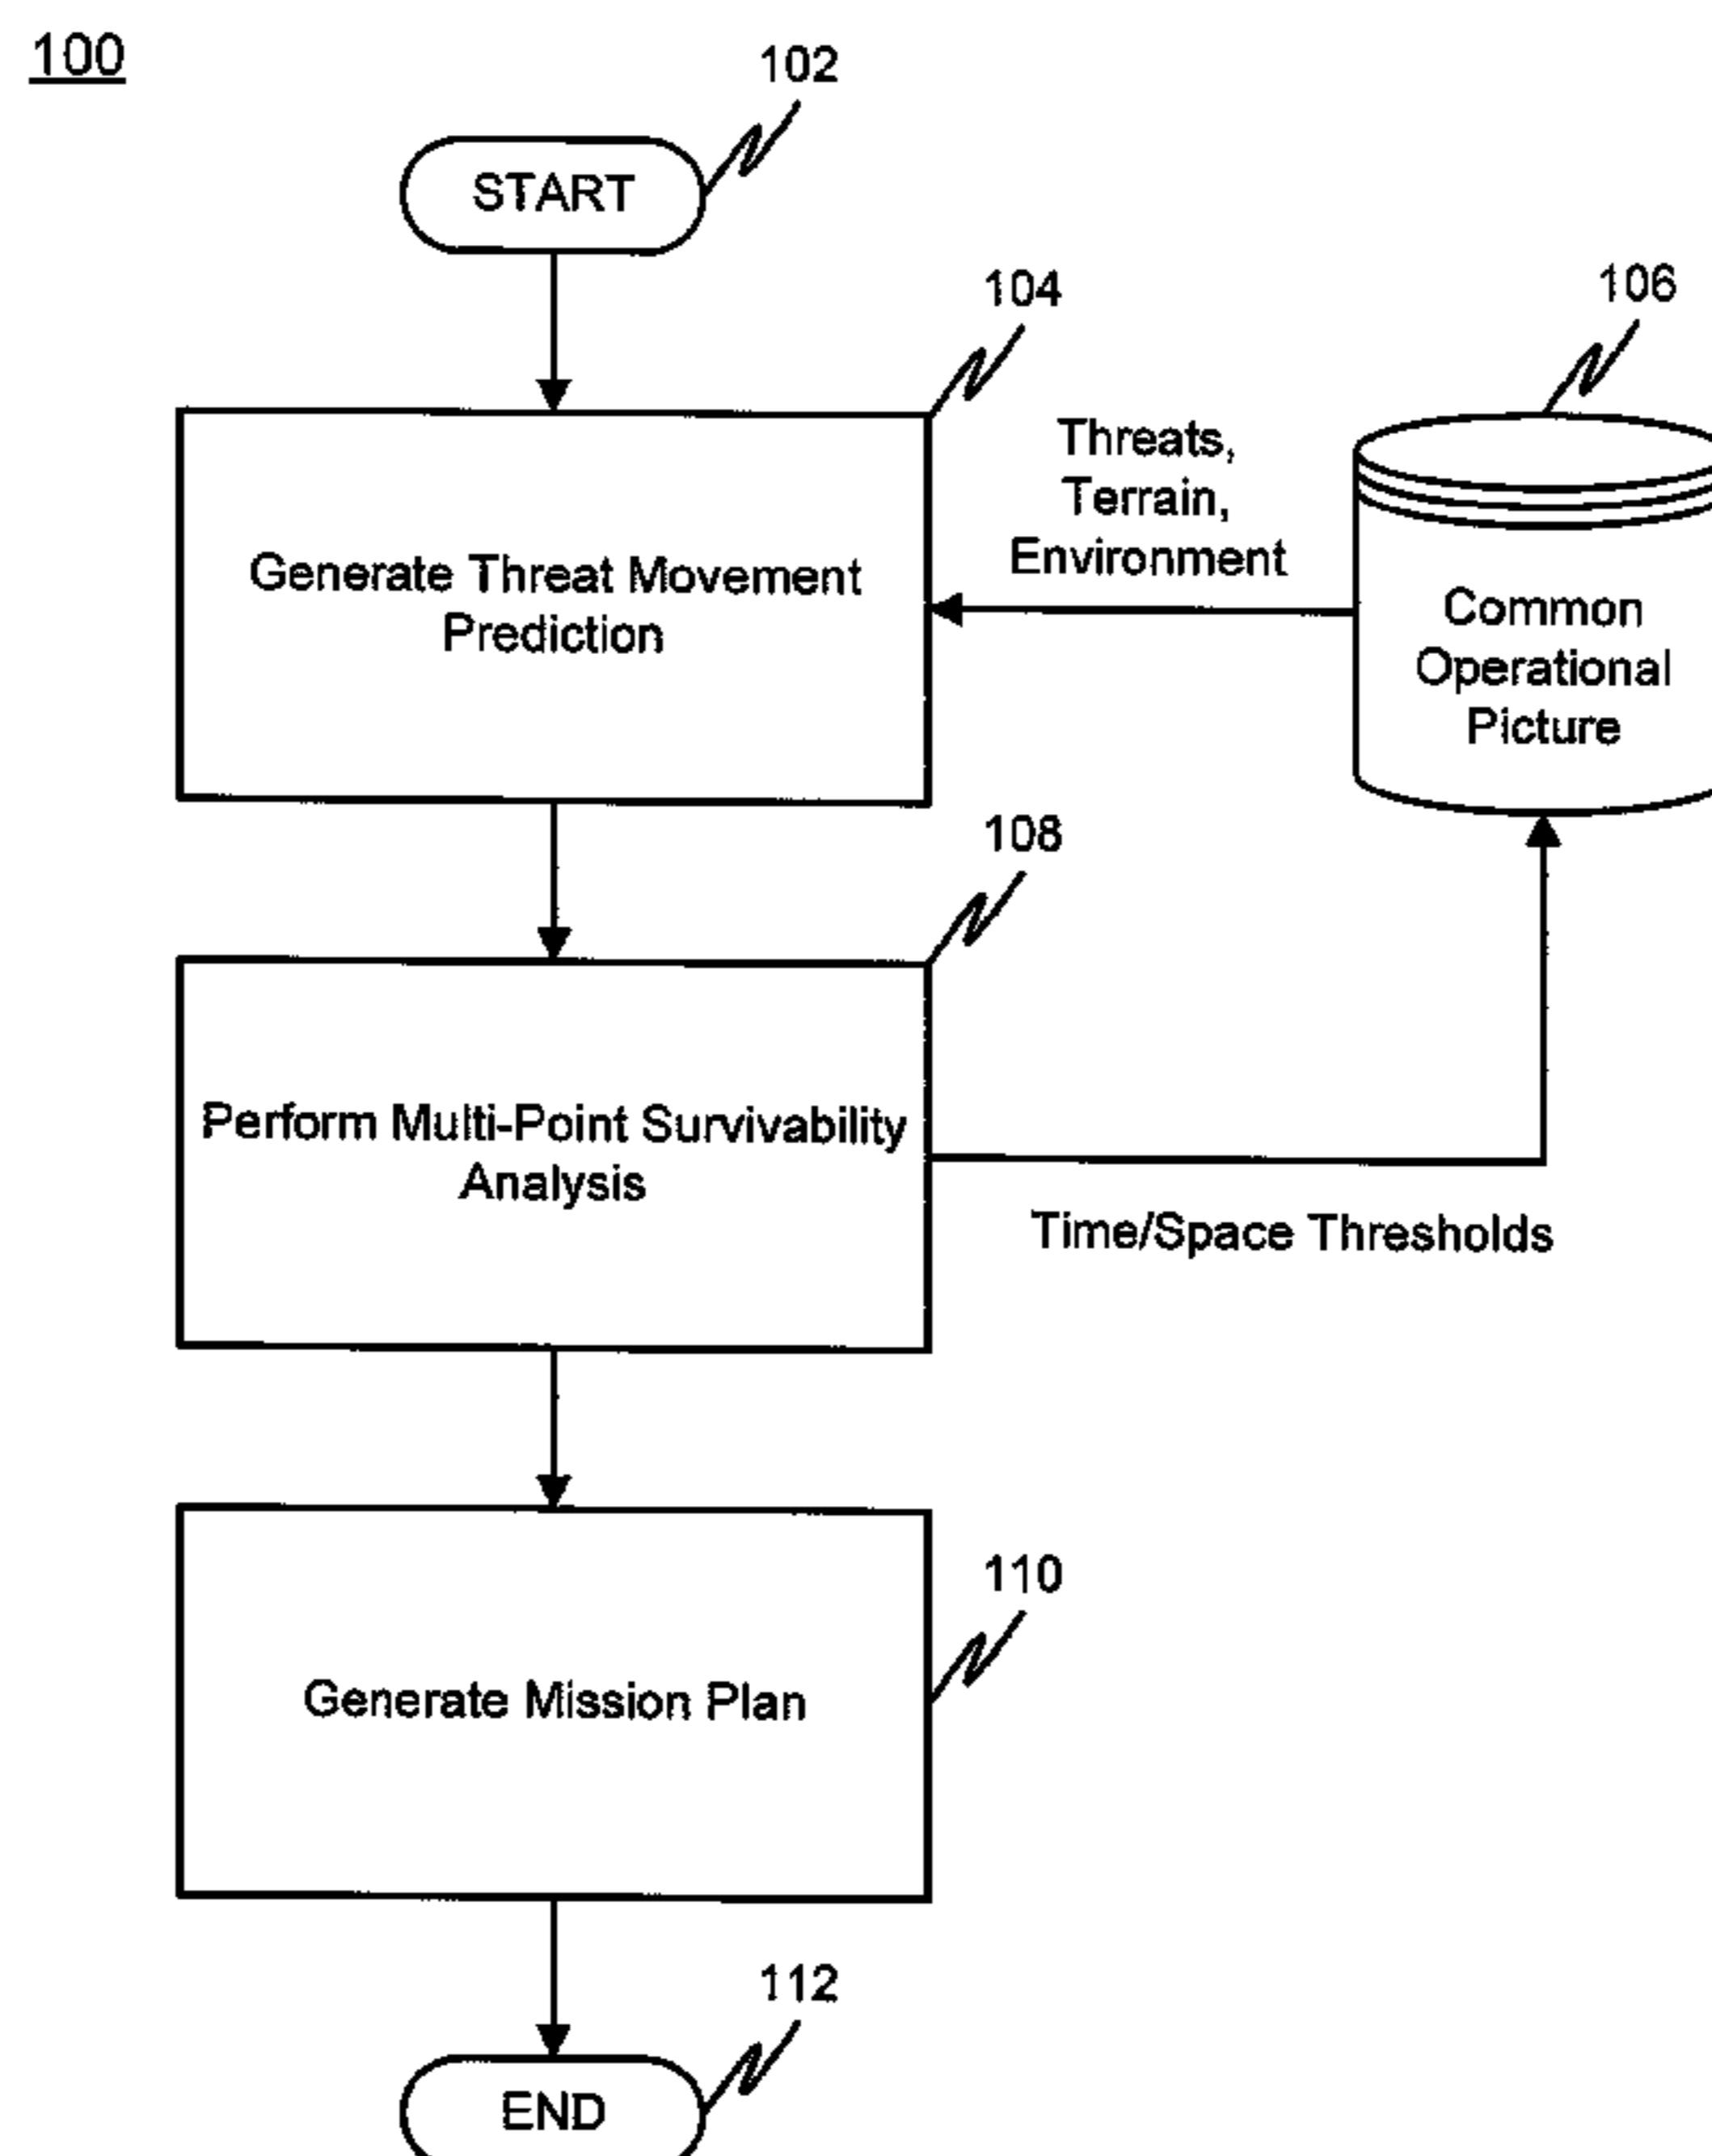 100
102
START
104
106
Threats,
Terrain,
Environment
Generate Threat Movement
Prediction
Common
Operational
Picture
108
Perform Multi-Point Survivability
Analysis
Time/Space Thresholds
110
Generate Mission Plan
112
END